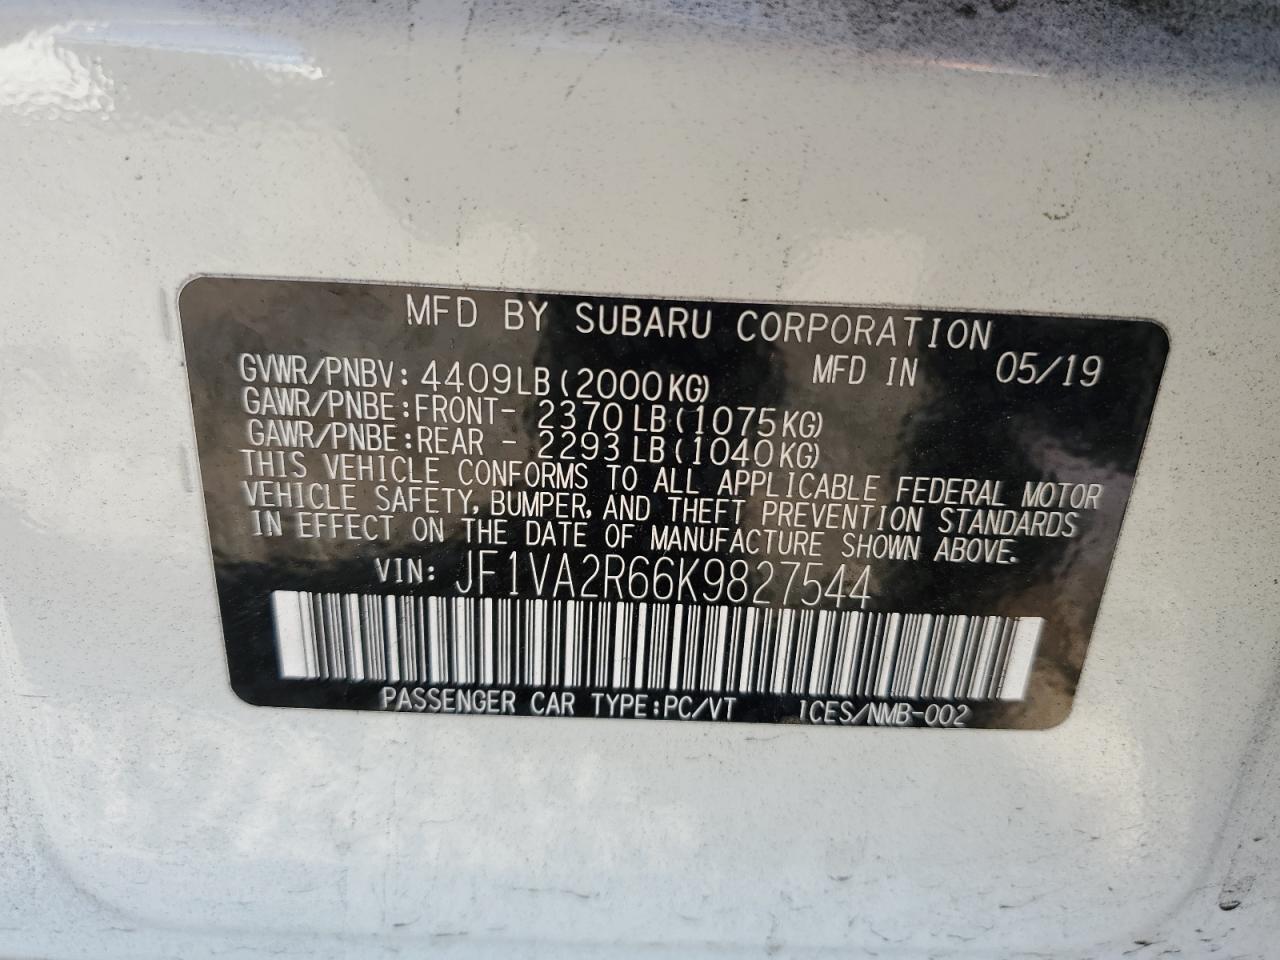 MFD BY SUBARU CORPORATION
GVWR/PNBV: 4409LB(2000KG) MFD IN 05/19
GAWR/PNBE:FRONT- 2370LB(1075KG)
GAWR/PNBE:REAR - 2293LB(1040KG)
THIS VEHICLE CONFORMS TO ALL APPLICABLE FEDERAL MOTOR
VEHICLE SAFETY, BUMPER, AND THEFT PREVENTION STANDARDS
IN EFFECT ON THE DATE OF MANUFACTURE SHOWN ABOVE.
VIN: JF1VA2R66K9827544
PASSENGER CAR TYPE:PC/VT 1CES/NMB-002